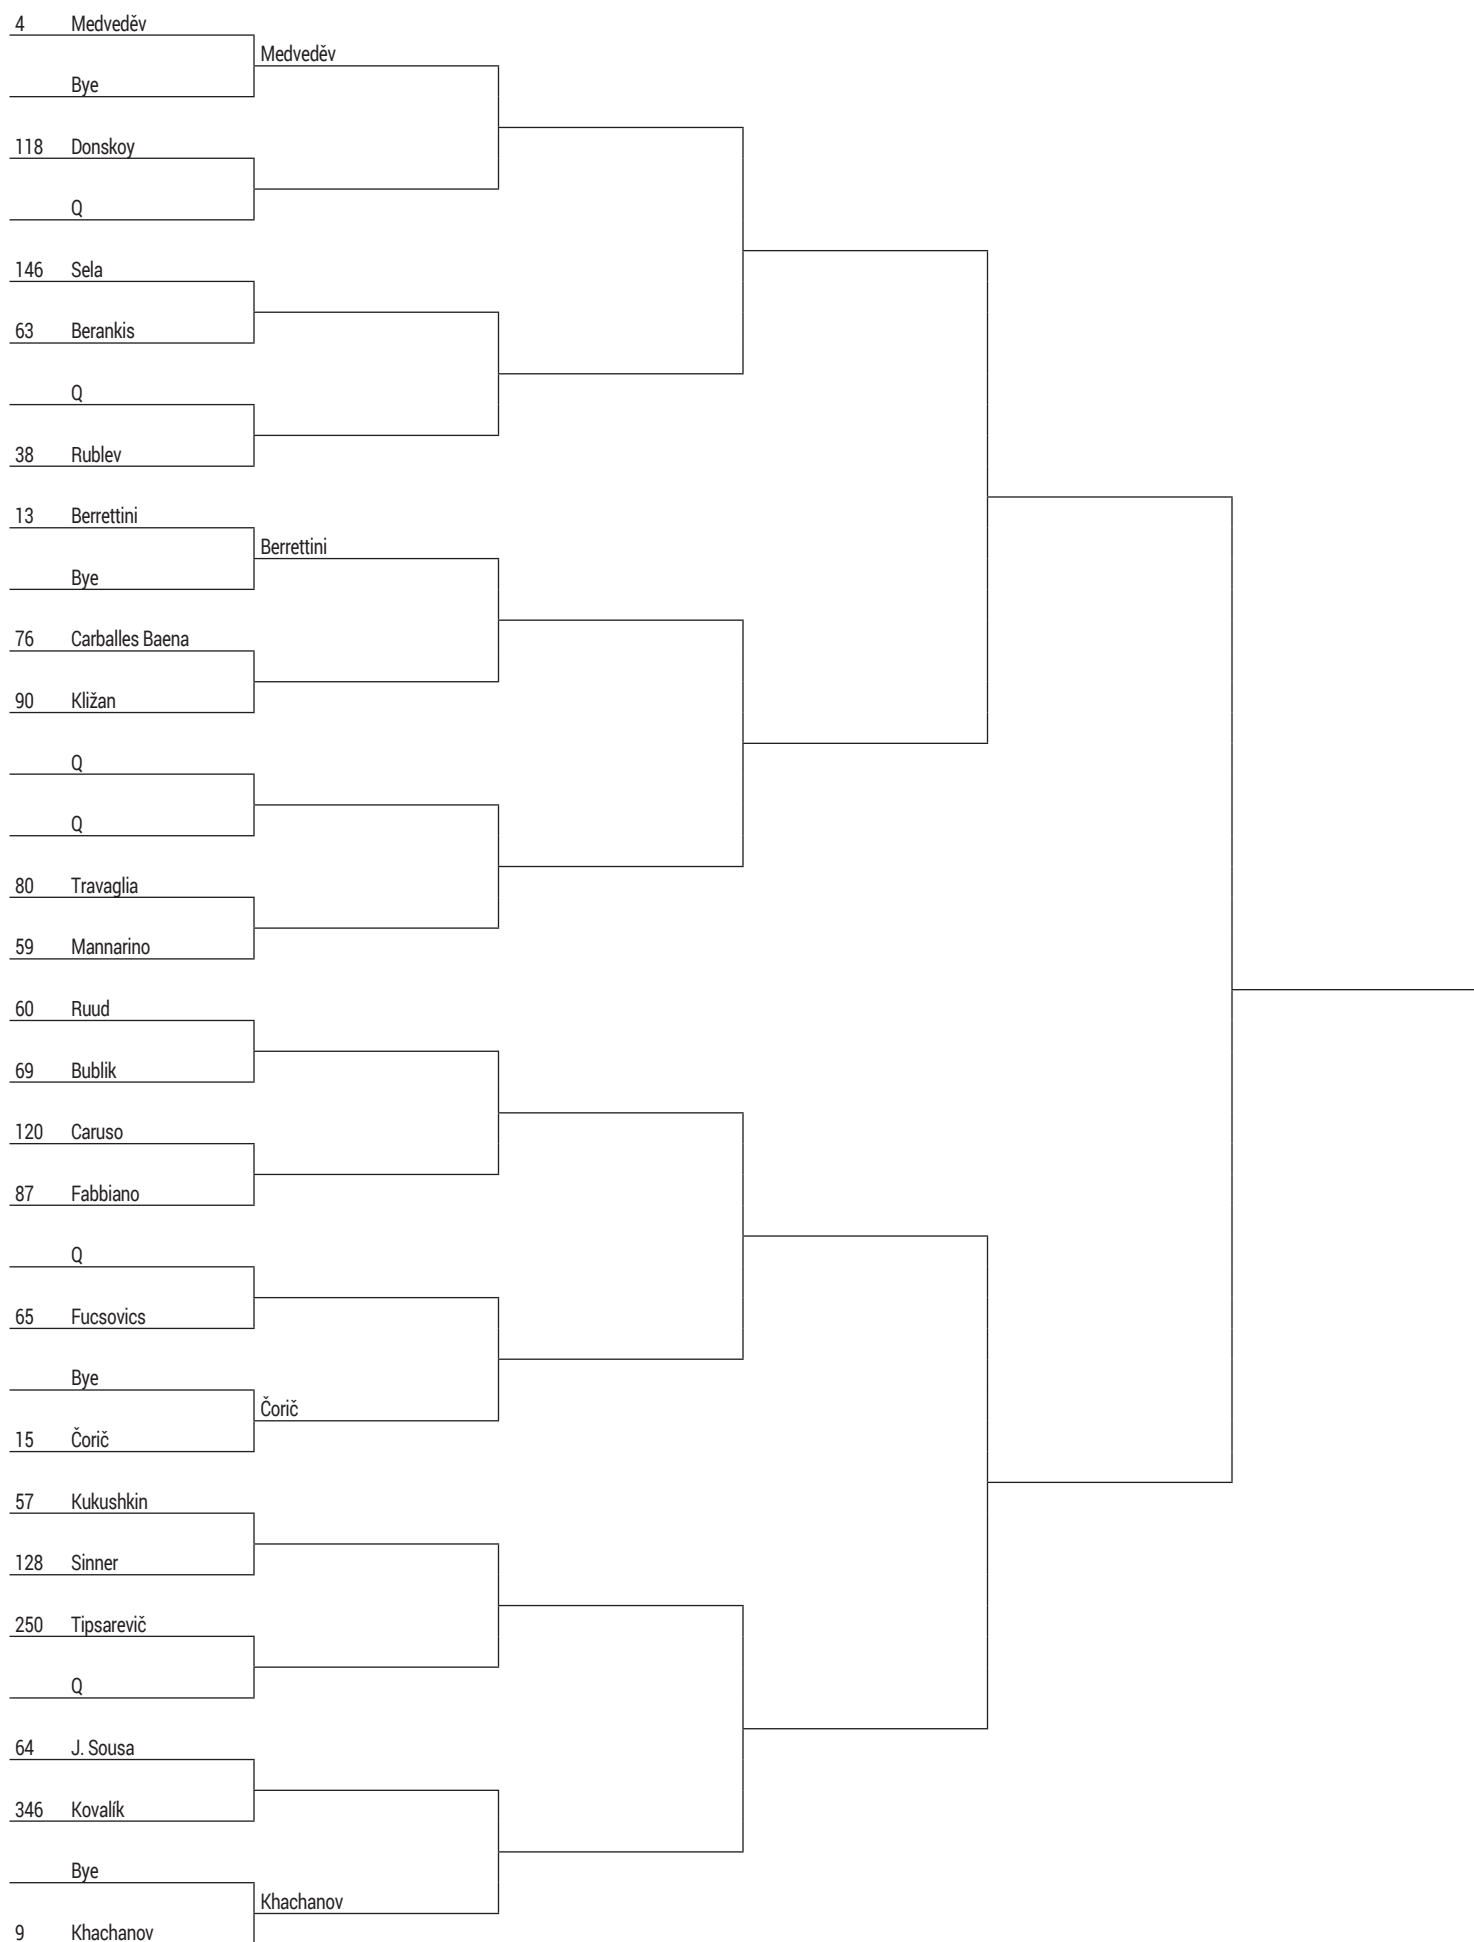 4 Medveděv
Medveděv
Bye
118 Donskoy
Q
146 Sela
63 Berankis
Q
38 Rublev
13 Berrettini
Berrettini
Bye
76 Carballes Baena
90 Kližan
Q
Q
80 Travaglia
59 Mannarino
60 Ruud
69 Bublik
120 Caruso
87 Fabbiano
Q
65 Fucsovics
Bye
Čorič
15 Čorič
57 Kukushkin
128 Sinner
250 Tipsarevič
Q
64 J. Sousa
346 Kovalík
Bye
Khachanov
9 Khachanov